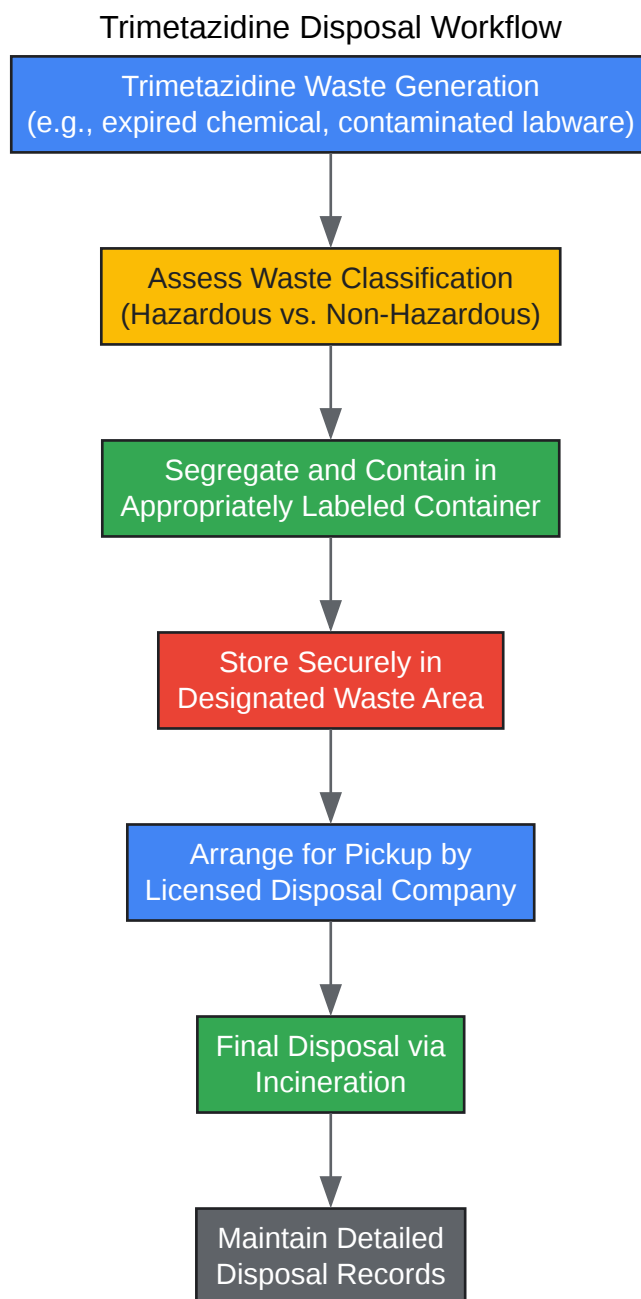 Trimetazidine Disposal Workflow
Trimetazidine Waste Generation
(e.g., expired chemical, contaminated labware)
Assess Waste Classification
(Hazardous vs. Non-Hazardous)
Segregate and Contain in
Appropriately Labeled Container
Store Securely in
Designated Waste Area
Arrange for Pickup by
Licensed Disposal Company
Final Disposal via
Incineration
Maintain Detailed
Disposal Records